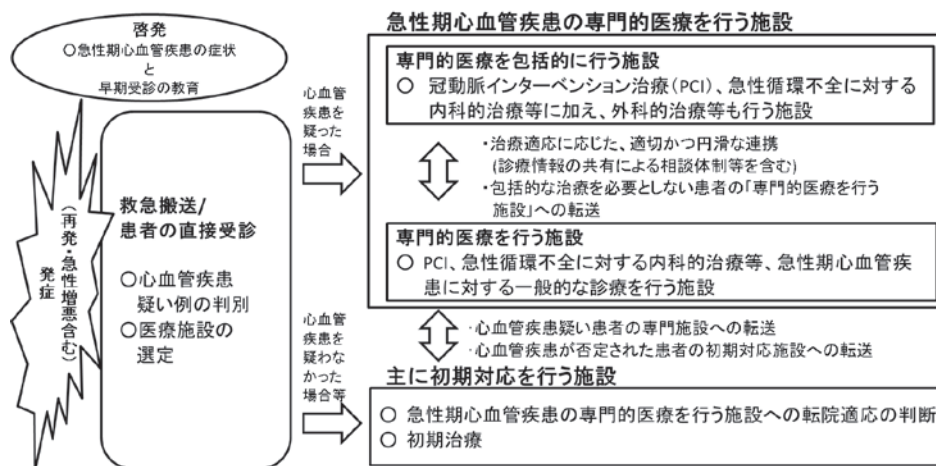 啓発
○急性期心血管疾患の症状
と
早期受診の教育
発症
(再発・急性増悪含む)
救急搬送/
患者の直接受診
○心血管疾患
疑い例の判別
○医療施設の
選定
心血管
疾患を
疑った
場合
心血管
疾患を
疑わな
かった
場合等
急性期心血管疾患の専門的医療を行う施設
専門的医療を包括的に行う施設
○ 冠動脈インターベンション治療(PCI)、急性循環不全に対する
内科的治療等に加え、外科的治療等も行う施設
・治療適応に応じた、適切かつ円滑な連携
(診療情報の共有による相談体制等を含む)
・包括的な治療を必要としない患者の「専門的医療を行う
施設」への転送
専門的医療を行う施設
○ PCI、急性循環不全に対する内科的治療等、急性期心血管疾
患に対する一般的な診療を行う施設
・心血管疾患疑い患者の専門施設への転送
・心血管疾患が否定された患者の初期対応施設への転送
主に初期対応を行う施設
○ 急性期心血管疾患の専門的医療を行う施設への転院適応の判断
○ 初期治療